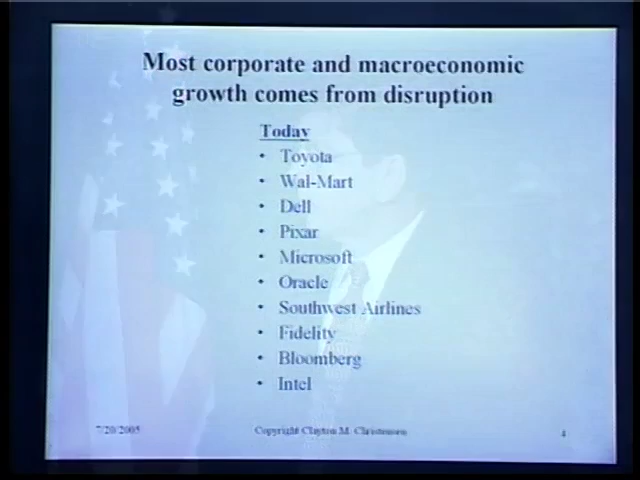 Most corporate and macroeconomic
growth comes from disruption
Today
• Toyota
• Wal-Mart
• Dell
• Pixar
• Microsoft
• Oracle
• Southwest Airlines
• Fidelity
• Bloomberg
• Intel
7/20/2005 Copyright Clayton M. Christensen 4